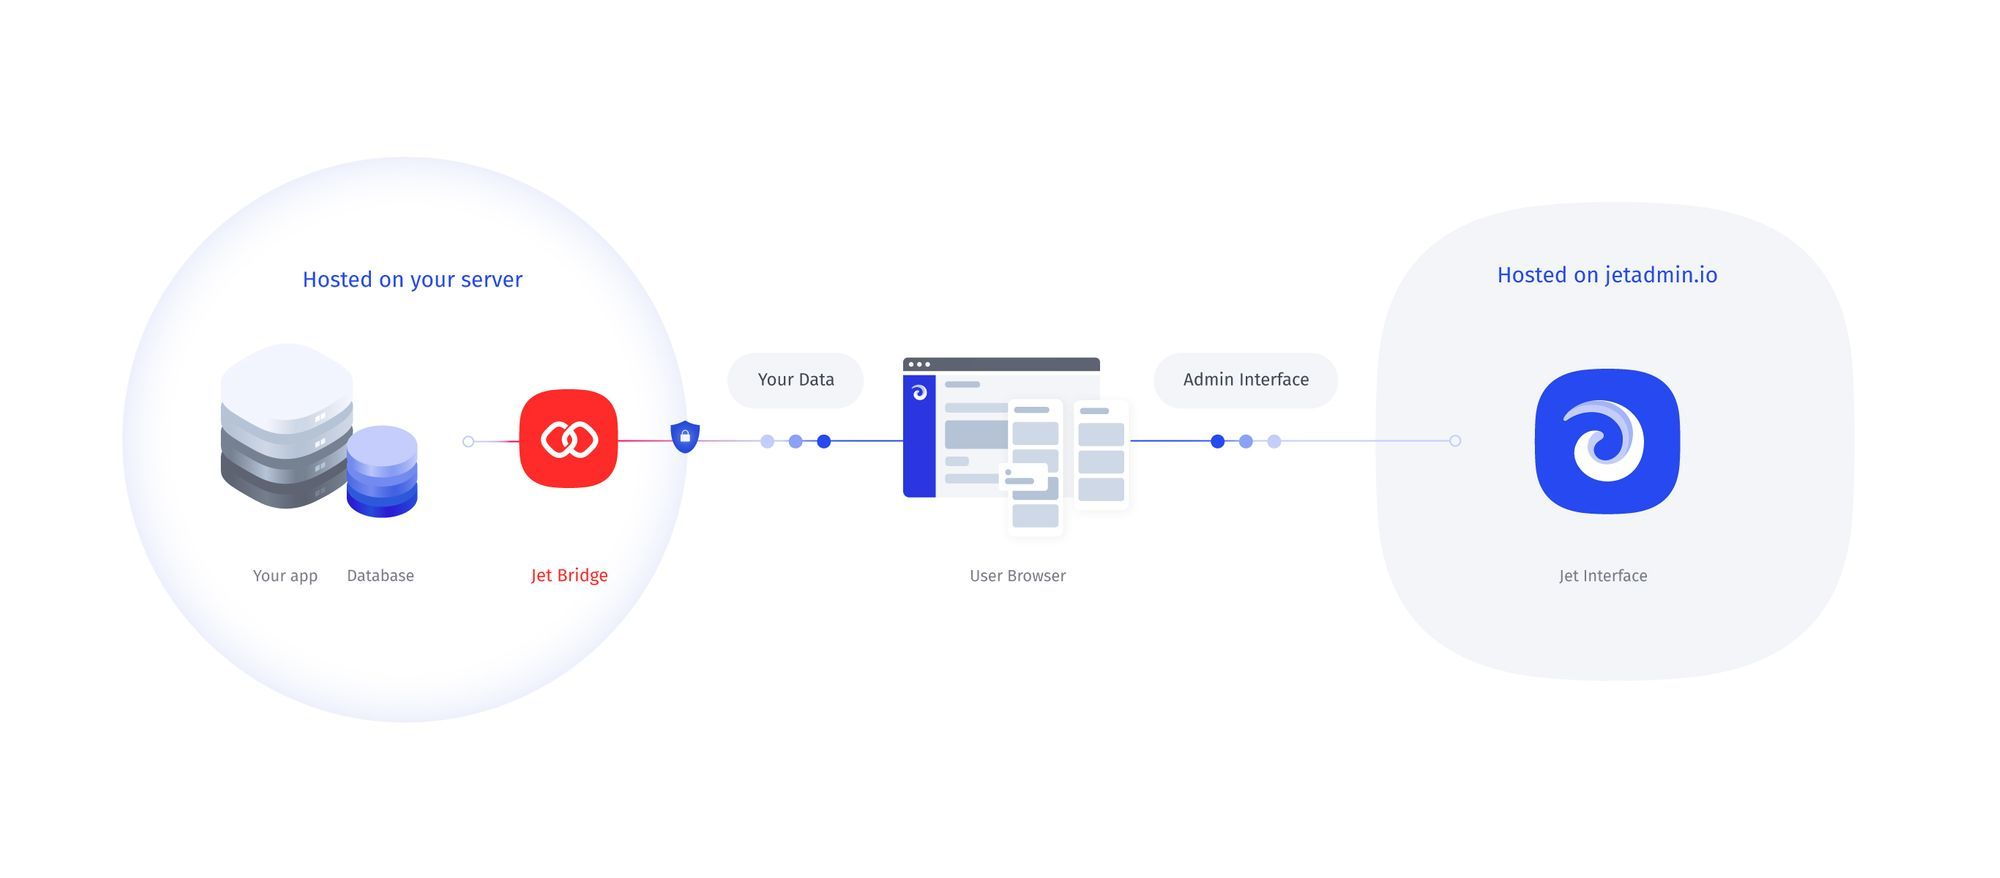 Hosted on your server
Hosted on jetadmin.io
Your Data
Admin Interface
Your app
Database
Jet Bridge
User Browser
Jet Interface